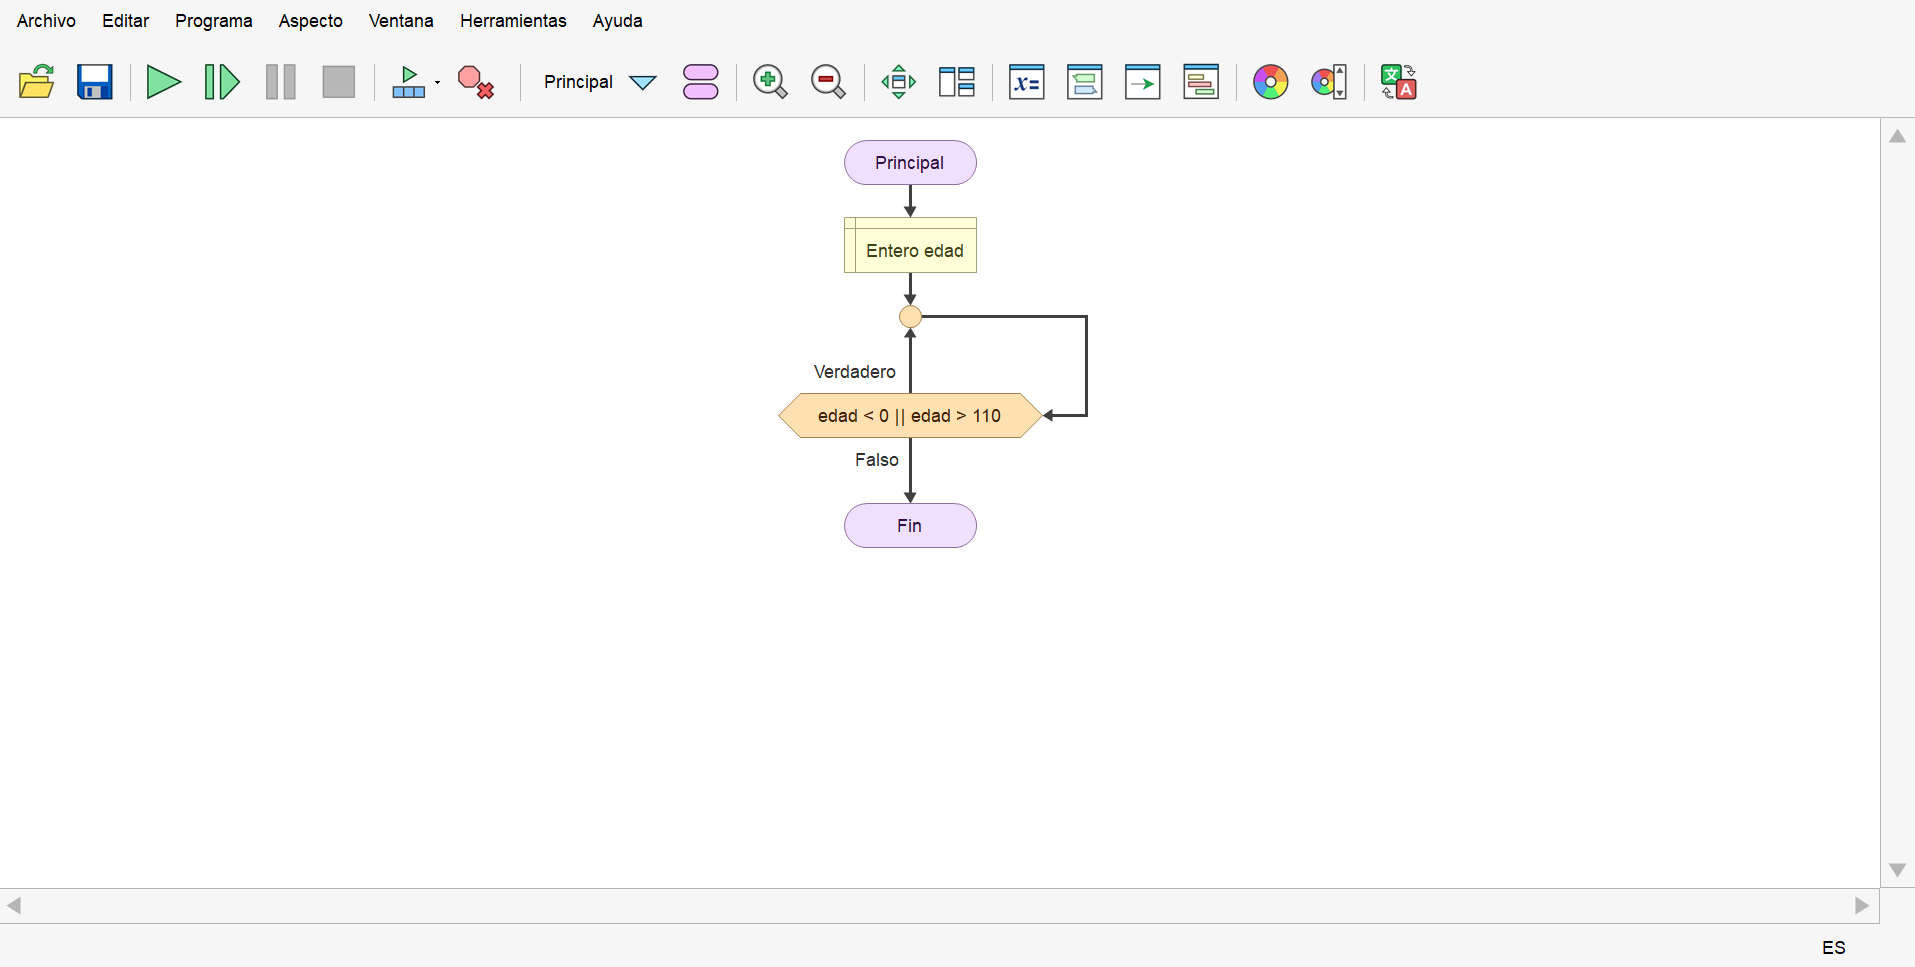 Archivo Editar Programa Aspecto Ventana Herramientas Ayuda
Principal
x=
A
Principal
Entero edad
Verdadero
edad < 0 || edad > 110
Falso
Fin
ES